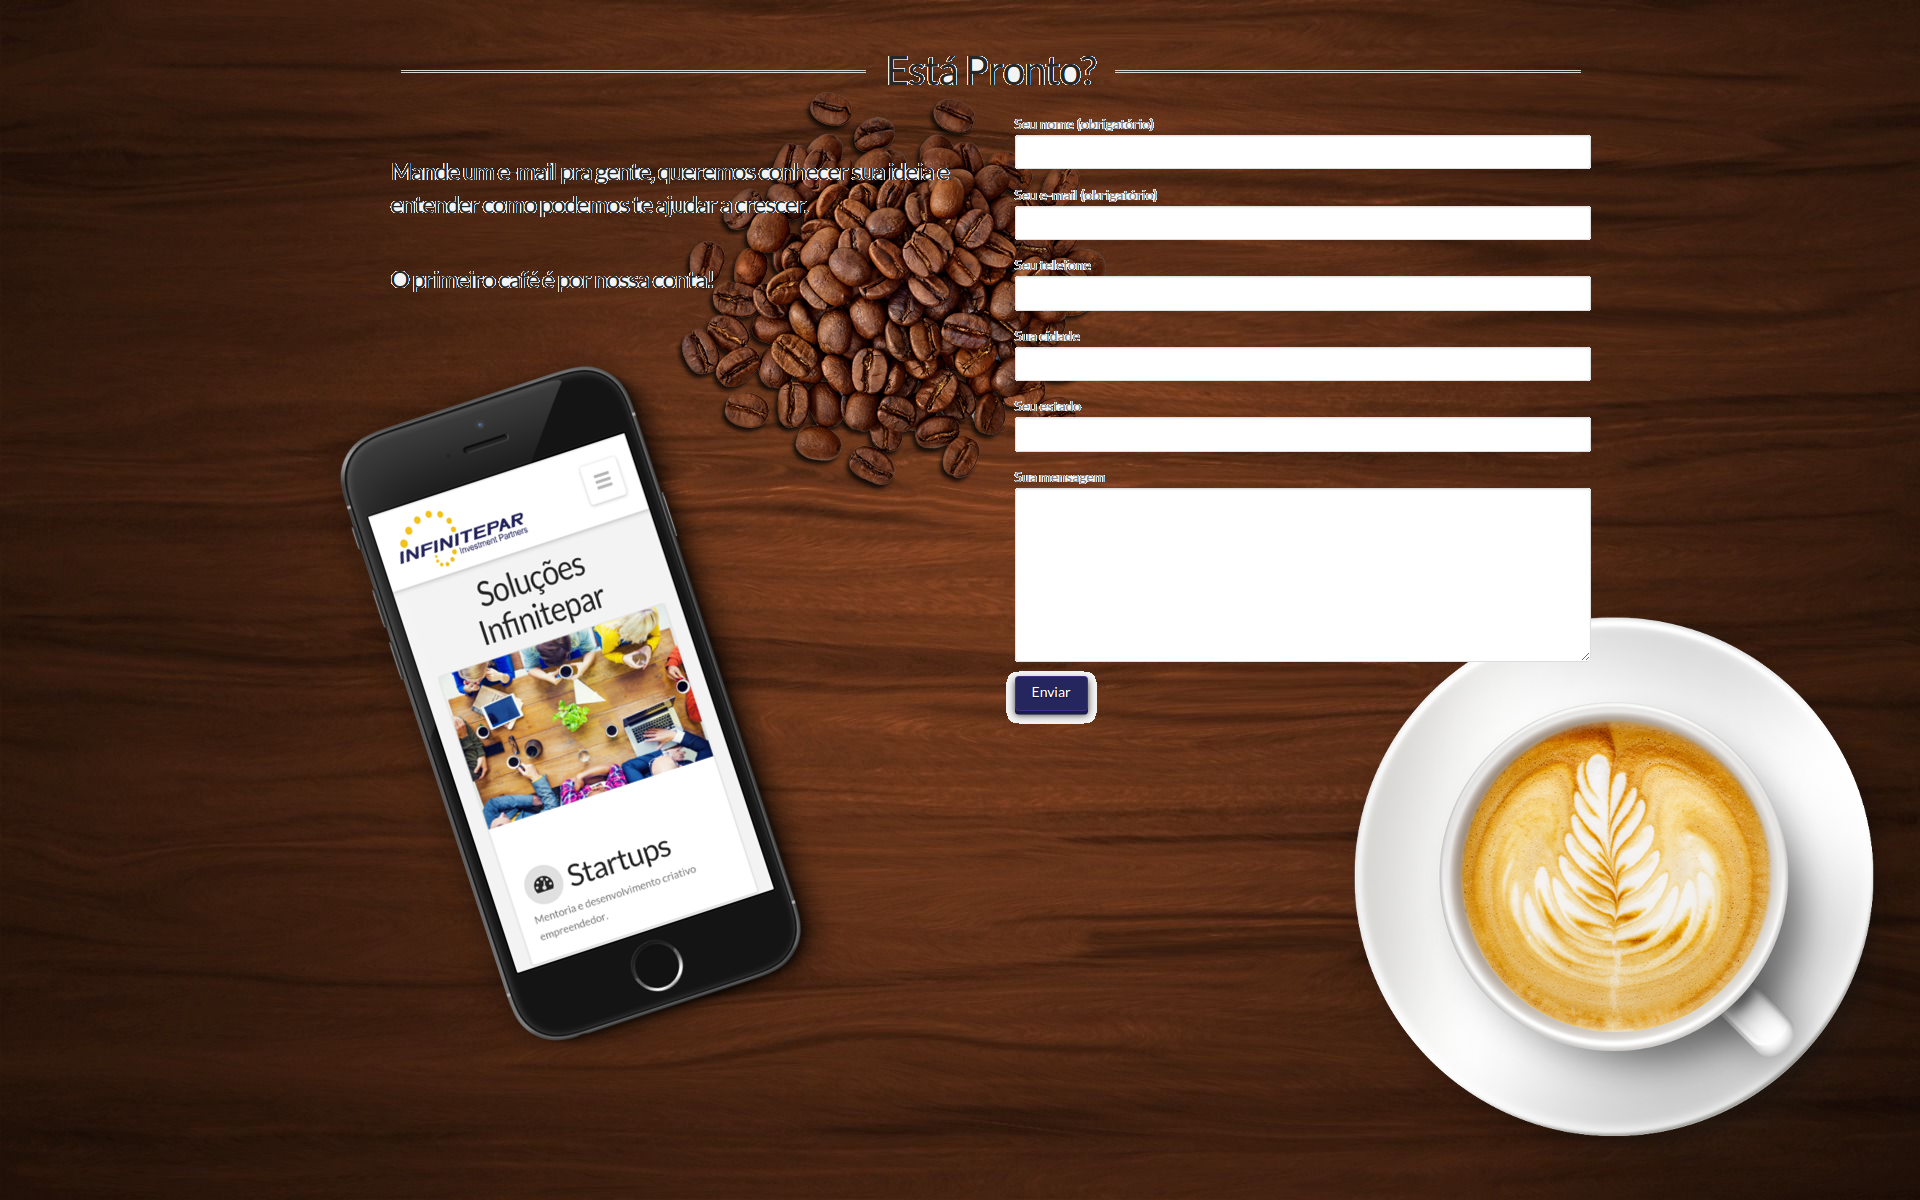 Está Pronto?
Mande um e-mail pra gente, queremos conhecer sua ideia e
entender como podemos te ajudar a crescer.
O primeiro café é por nossa conta!
Seu nome (obrigatório)
Seu e-mail (obrigatório)
Seu telefone
Sua cidade
Seu estado
Sua mensagem
Enviar
INFINITEPAR
Investment Partners
Soluções
Infinitepar
Startups
Mentoria e desenvolvimento criativo
empreendedor.